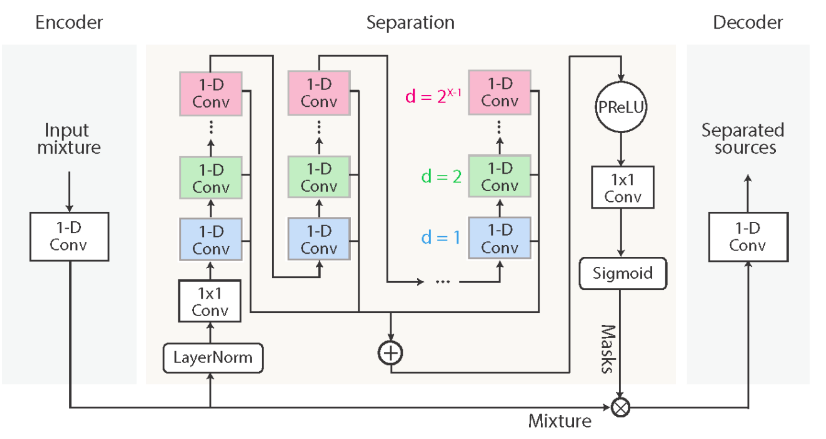 Encoder
Separation
Decoder
Input
mixture
1-D
Conv
1-D
Conv
1-D
Conv
1-D
Conv
1x1
Conv
LayerNorm
1-D
Conv
1-D
Conv
1-D
Conv
d = 2^X-1
d = 2
d = 1
1-D
Conv
1-D
Conv
1-D
Conv
PReLU
1x1
Conv
Sigmoid
Masks
Mixture
Separated
sources
1-D
Conv